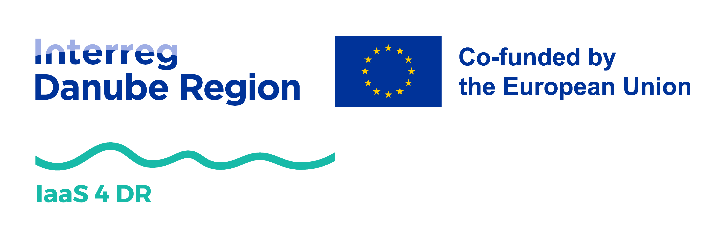 Interreg
Danube Region
Co-funded by
the European Union
IaaS 4 DR